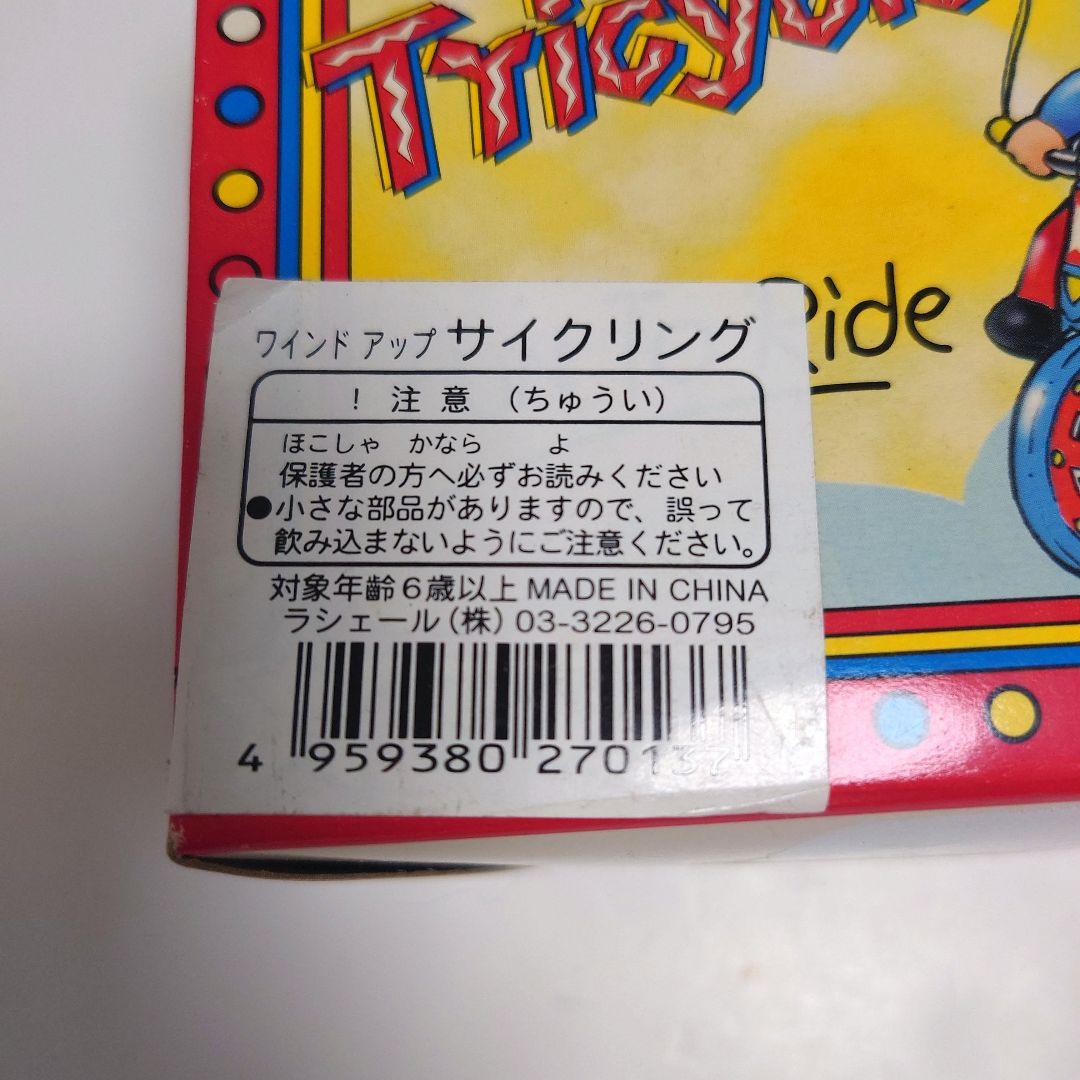 Ride
ワインド アップ サイクリング
! 注意 (ちゅうい)
ほこしゃ かなら よ
保護者の方へ必ずお読みください
●小さな部品がありますので、誤って
飲み込まないようにご注意ください。
対象年齢6歳以上 MADE IN CHINA
ラシェール(株) 03-3226-0795
4 959380 270137